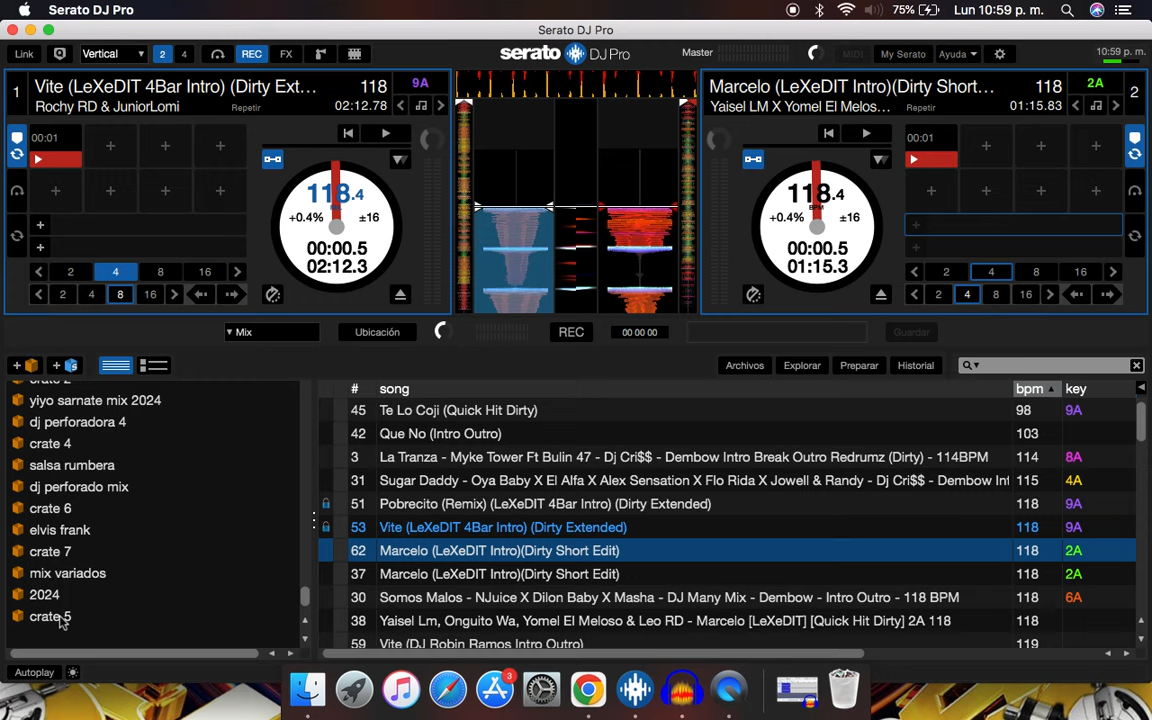 Serato DJ Pro 75% Lun 10:59 p. m.
Serato DJ Pro
Link Vertical 2 4 REC FX serato DJ Pro Master MIDI My Serato Ayuda 10:59 p. m.
1 Vite (LeXeDIT 4Bar Intro) (Dirty Ext... 118 9A
Rochy RD & JuniorLomi Repetir 02:12.78
Marcelo (LeXeDIT Intro)(Dirty Short... 118 2A
Yaisel LM X Yomel El Melos... Repetir 01:15.83 2
00:01
118.4
+0.4% ±16
00:00.5
02:12.3
2 4 8 16
2 4 8 16
00:01
118.4
+0.4% ±16
00:00.5
01:15.3
2 4 8 16
2 4 8 16
Mix Ubicación REC 00 00 00 Guardar
Archivos Explorar Preparar Historial
crate 2
yiyo sarnate mix 2024
dj perforadora 4
crate 4
salsa rumbera
dj perforado mix
crate 6
elvis frank
crate 7
mix variados
2024
crate 5
# song bpm key
45 Te Lo Coji (Quick Hit Dirty) 98 9A
42 Que No (Intro Outro) 103
3 La Tranza - Myke Tower Ft Bulin 47 - Dj Cri$$ - Dembow Intro Break Outro Redrumz (Dirty) - 114BPM 114 8A
31 Sugar Daddy - Oya Baby X El Alfa X Alex Sensation X Flo Rida X Jowell & Randy - Dj Cri$$ - Dembow Int 115 4A
51 Pobrecito (Remix) (LeXeDIT 4Bar Intro) (Dirty Extended) 118 9A
53 Vite (LeXeDIT 4Bar Intro) (Dirty Extended) 118 9A
62 Marcelo (LeXeDIT Intro)(Dirty Short Edit) 118 2A
37 Marcelo (LeXeDIT Intro)(Dirty Short Edit) 118 2A
30 Somos Malos - NJuice X Dilon Baby X Masha - DJ Many Mix - Dembow - Intro Outro - 118 BPM 118 6A
38 Yaisel Lm, Onguito Wa, Yomel El Meloso & Leo RD - Marcelo [LeXeDIT] [Quick Hit Dirty] 2A 118 118
59 Vite (DJ Robin Ramos Intro Outro) 119
Autoplay
3